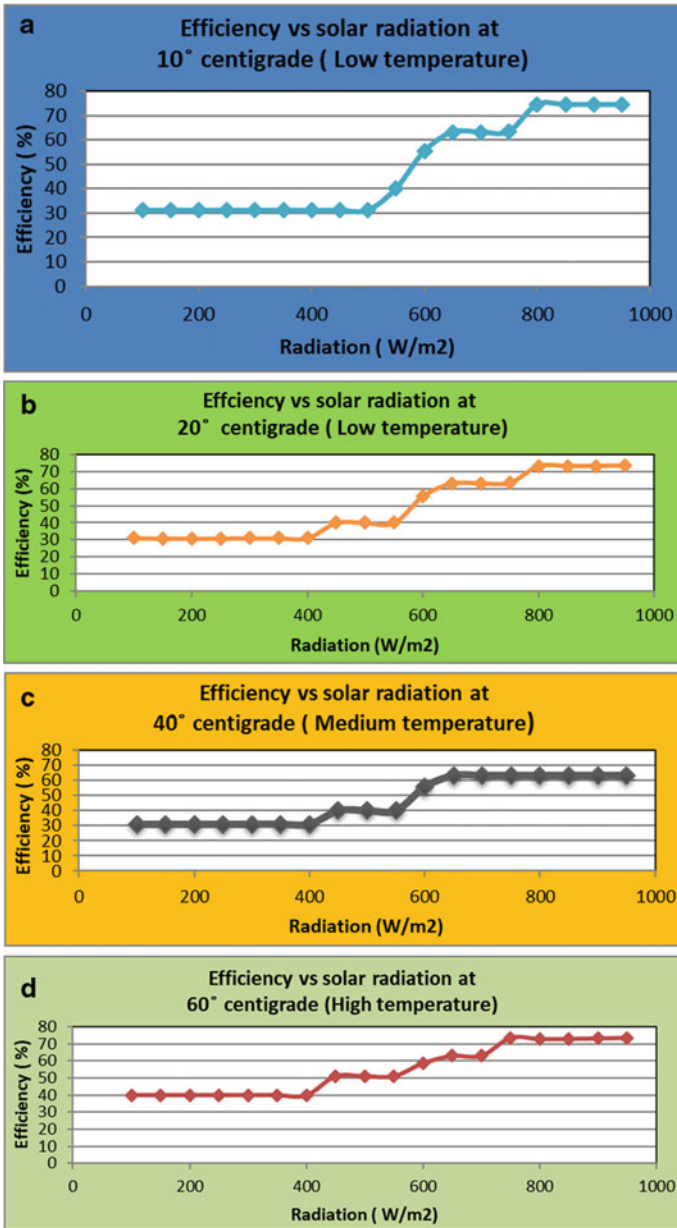 a
Efficiency vs solar radiation at
10˚ centigrade ( Low temperature)
Efficiency ( %)
80
70
60
50
40
30
20
10
0
0 200 400 600 800 1000
Radiation ( W/m2)
b
Effciency vs solar radiation at
20˚ centigrade ( Low temperature)
Efficiency (%)
80
70
60
50
40
30
20
10
0
0 200 400 600 800 1000
Radiation (W/m2)
c
Efficiency vs solar radiation at
40˚ centigrade ( Medium temperature)
Efficiency ( %)
80
70
60
50
40
30
20
10
0
0 200 400 600 800 1000
Radiation (W/m2)
d
Efficiency vs solar radiation at
60˚ centigrade (High temperature)
Efficiency (%)
80
70
60
50
40
30
20
10
0
0 200 400 600 800 1000
Radiation ( W/m2)